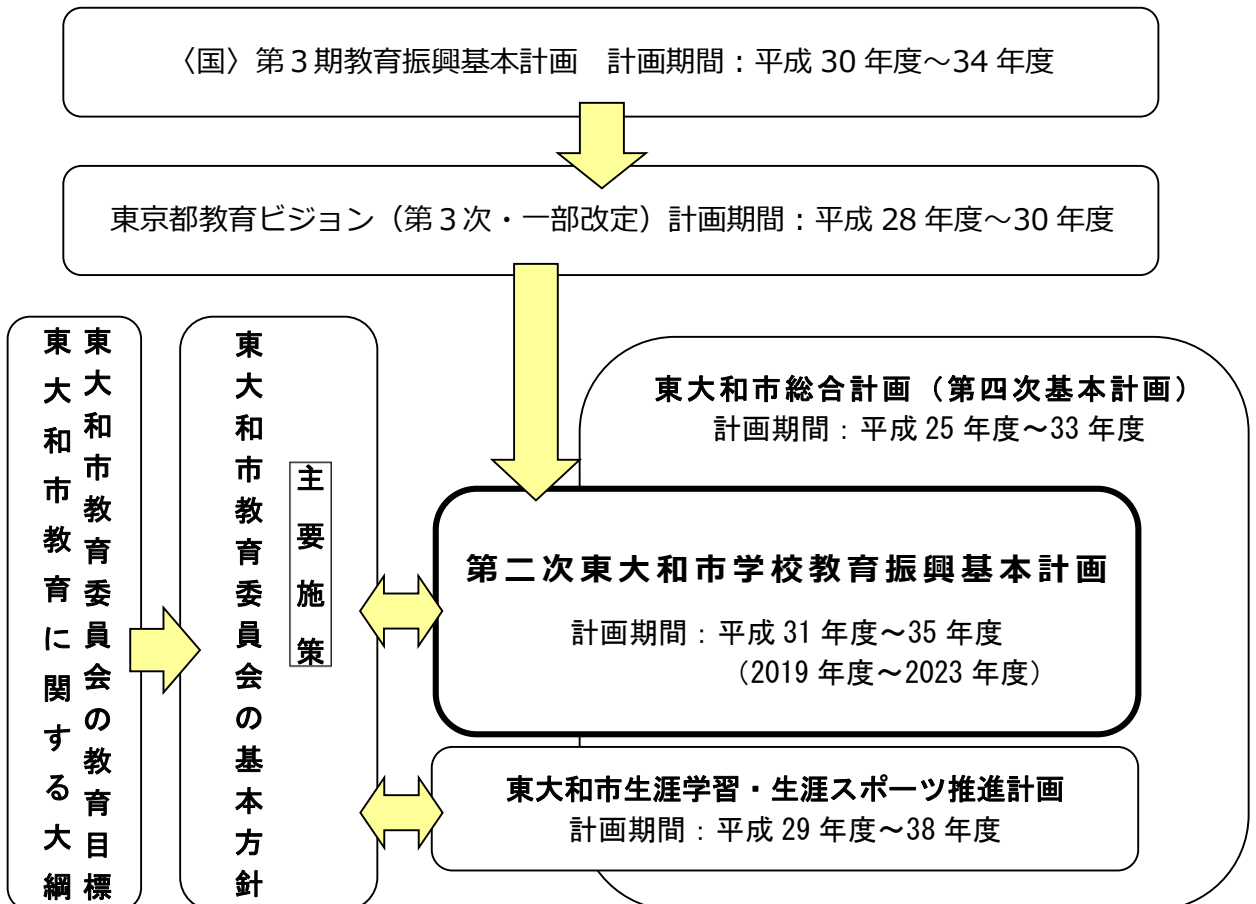 〈国〉第３期教育振興基本計画　計画期間：平成 30 年度～34 年度
東京都教育ビジョン（第３次・一部改定）計画期間：平成 28 年度～30 年度
東大和市教育委員会の教育目標
東大和市教育に関する大綱
東大和市教育委員会の基本方針
主要施策
東大和市総合計画（第四次基本計画）
計画期間：平成 25 年度～33 年度
第二次東大和市学校教育振興基本計画
計画期間：平成 31 年度～35 年度
（2019 年度～2023 年度）
東大和市生涯学習・生涯スポーツ推進計画
計画期間：平成 29 年度～38 年度